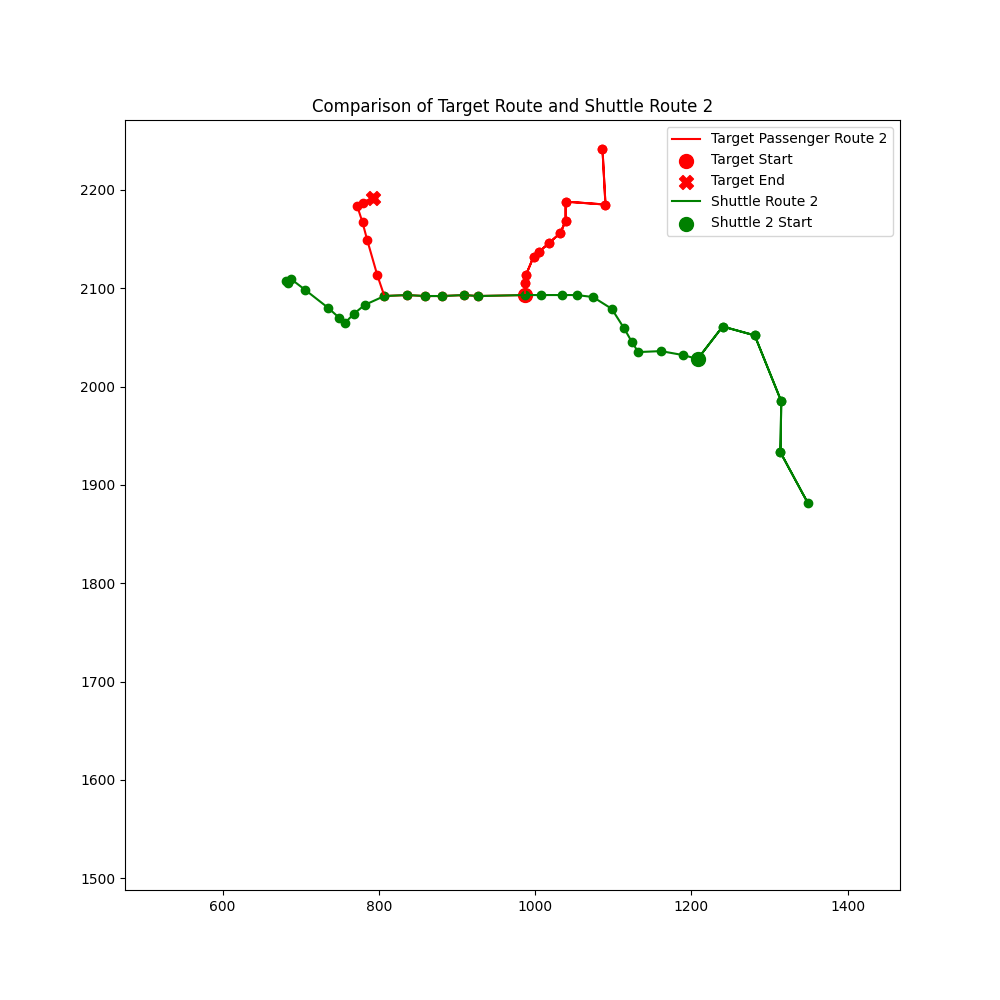 Comparison of Target Route and Shuttle Route 2
Target Passenger Route 2
Target Start
Target End
Shuttle Route 2
Shuttle 2 Start
2200
2100
2000
1900
1800
1700
1600
1500
600 800 1000 1200 1400